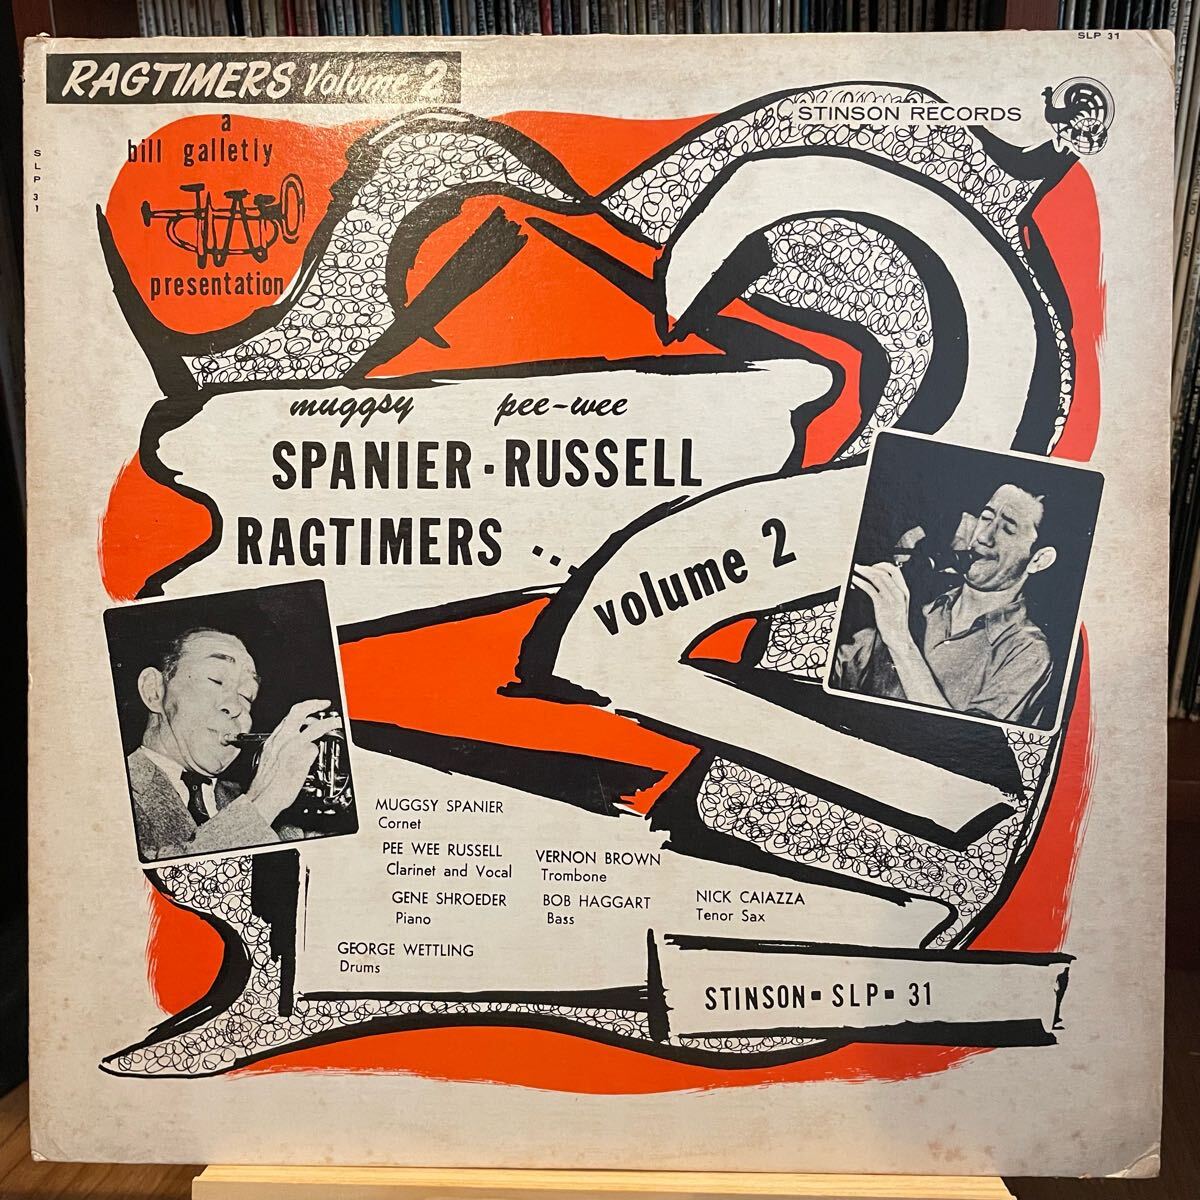 SLP 31
RAGTIMERS Volume 2
STINSON RECORDS
SLP 31
a
bill galletly
presentation
muggsy pee-wee
SPANIER-RUSSELL
RAGTIMERS...
volume 2
MUGGSY SPANIER
Cornet
PEE WEE RUSSELL
Clarinet and Vocal
VERNON BROWN
Trombone
GENE SHROEDER
Piano
BOB HAGGART
Bass
NICK CAIAZZA
Tenor Sax
GEORGE WETTLING
Drums
STINSON-SLP-31